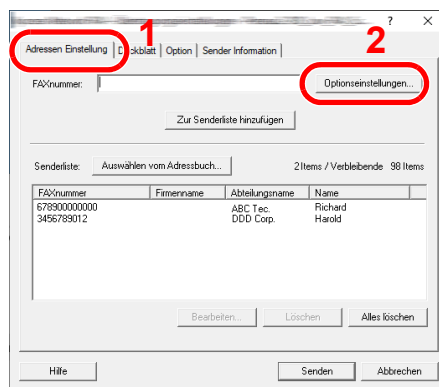 ? ×
1 2
Adressen Einstellung Deckblatt Option Sender Information
FAXnummer: Optionseinstellungen...
Zur Senderliste hinzufügen
Senderliste: Auswählen vom Adressbuch... 2 Items / Verbleibende 98 Items
FAXnummer Firmenname Abteilungsname Name
678900000000 ABC Tec. Richard
3456789012 DDD Corp. Harold
Bearbeiten... Löschen Alles löschen
Hilfe Senden Abbrechen